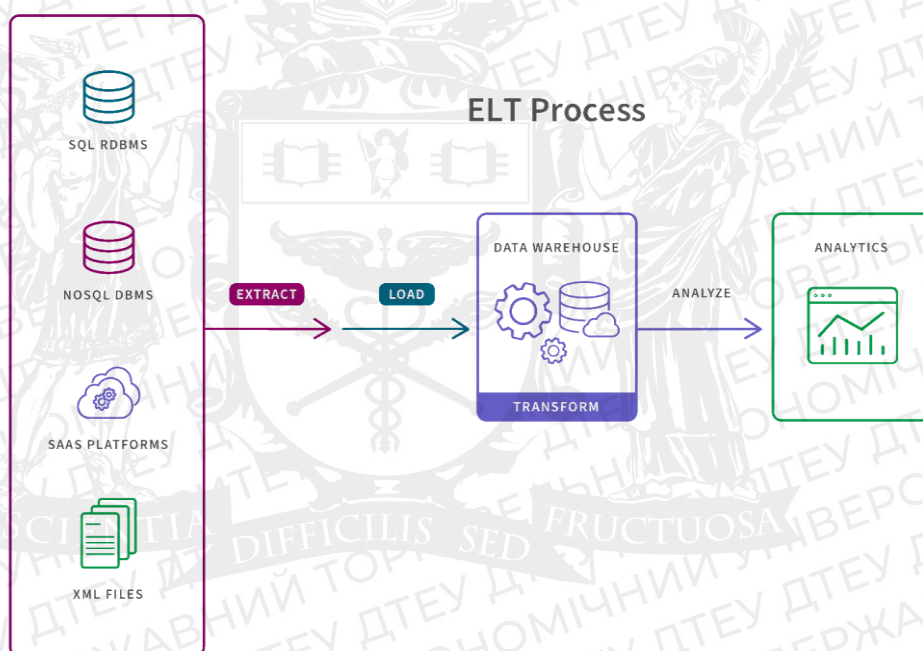 ELT Process
SQL RDBMS
NOSQL DBMS
SAAS PLATFORMS
XML FILES
EXTRACT
LOAD
DATA WAREHOUSE
TRANSFORM
ANALYZE
ANALYTICS
SCIENTIA DIFFICILIS SED FRUCTUOSA